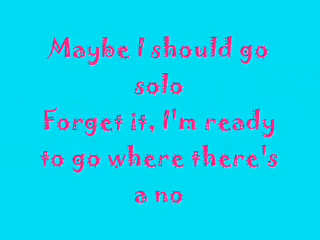 Maybe I should go
solo
Forget it, I'm ready
to go where there's
a no